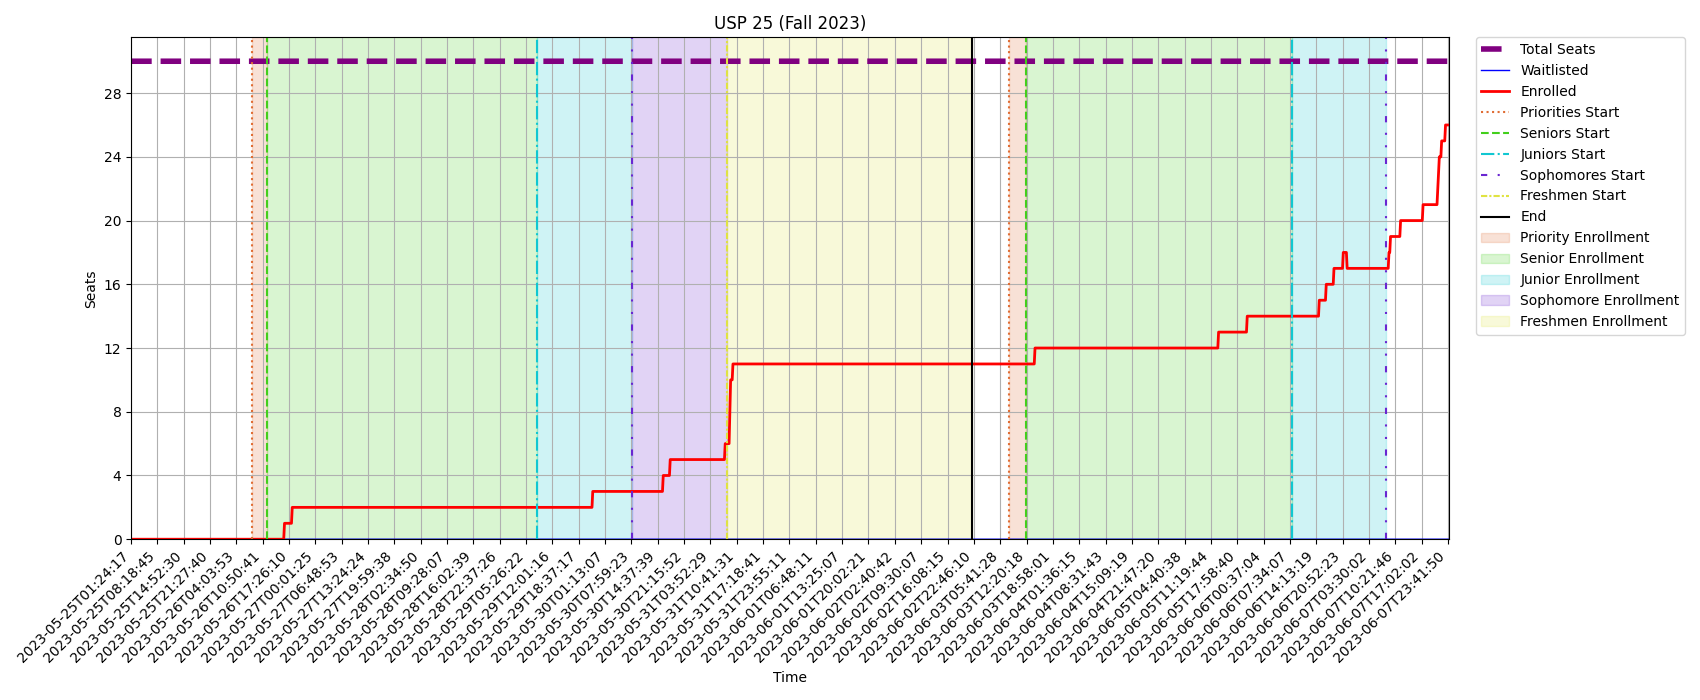 USP 25 (Fall 2023)
Seats
28
24
20
16
12
8
4
0
2023-05-25T01:24:17
2023-05-25T08:18:45
2023-05-25T14:52:30
2023-05-25T21:27:40
2023-05-26T04:03:53
2023-05-26T10:50:41
2023-05-26T17:26:10
2023-05-27T00:01:25
2023-05-27T06:48:53
2023-05-27T13:24:24
2023-05-27T19:59:38
2023-05-28T02:34:50
2023-05-28T09:28:07
2023-05-28T16:02:39
2023-05-28T22:37:26
2023-05-29T05:26:22
2023-05-29T12:01:16
2023-05-29T18:37:17
2023-05-30T01:13:07
2023-05-30T07:59:23
2023-05-30T14:37:39
2023-05-30T21:15:52
2023-05-31T03:52:29
2023-05-31T10:41:31
2023-05-31T17:18:41
2023-05-31T23:55:11
2023-06-01T06:48:11
2023-06-01T13:25:07
2023-06-01T20:02:21
2023-06-02T02:40:42
2023-06-02T09:30:07
2023-06-02T16:08:15
2023-06-02T22:46:10
2023-06-03T05:41:28
2023-06-03T12:20:18
2023-06-03T18:58:01
2023-06-04T01:36:15
2023-06-04T08:31:43
2023-06-04T15:09:19
2023-06-04T21:47:20
2023-06-05T04:40:38
2023-06-05T11:19:44
2023-06-05T17:58:40
2023-06-06T00:37:04
2023-06-06T07:34:07
2023-06-06T14:13:19
2023-06-06T20:52:23
2023-06-07T03:30:02
2023-06-07T10:21:46
2023-06-07T17:02:02
2023-06-07T23:41:50
Time
Total Seats
Waitlisted
Enrolled
Priorities Start
Seniors Start
Juniors Start
Sophomores Start
Freshmen Start
End
Priority Enrollment
Senior Enrollment
Junior Enrollment
Sophomore Enrollment
Freshmen Enrollment